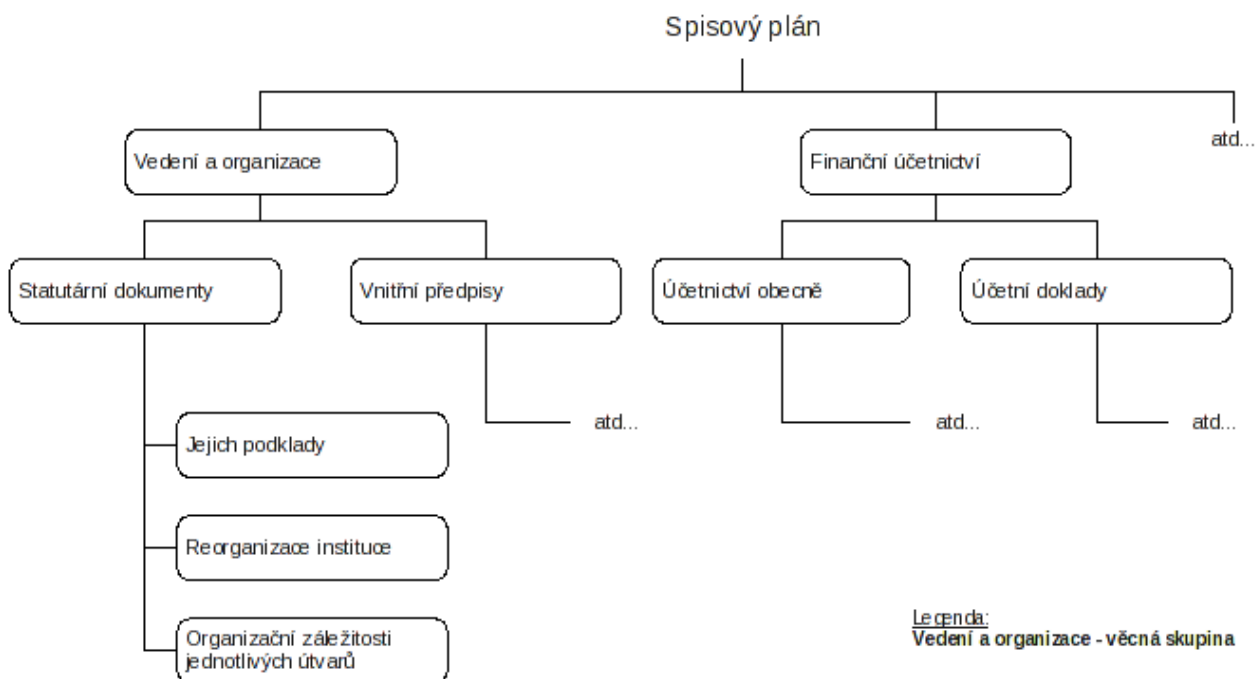 Spisový plán
atd...
Vedení a organizace
Finanční účetnictví
Statutární dokumenty
Vnitřní předpisy
Účetnictví obecně
Účetní doklady
atd...
atd...
atd...
Jejich podklady
Reorganizace instituce
Organizační záležitosti
jednotlivých útvarů
Legenda:
Vedení a organizace - věcná skupina